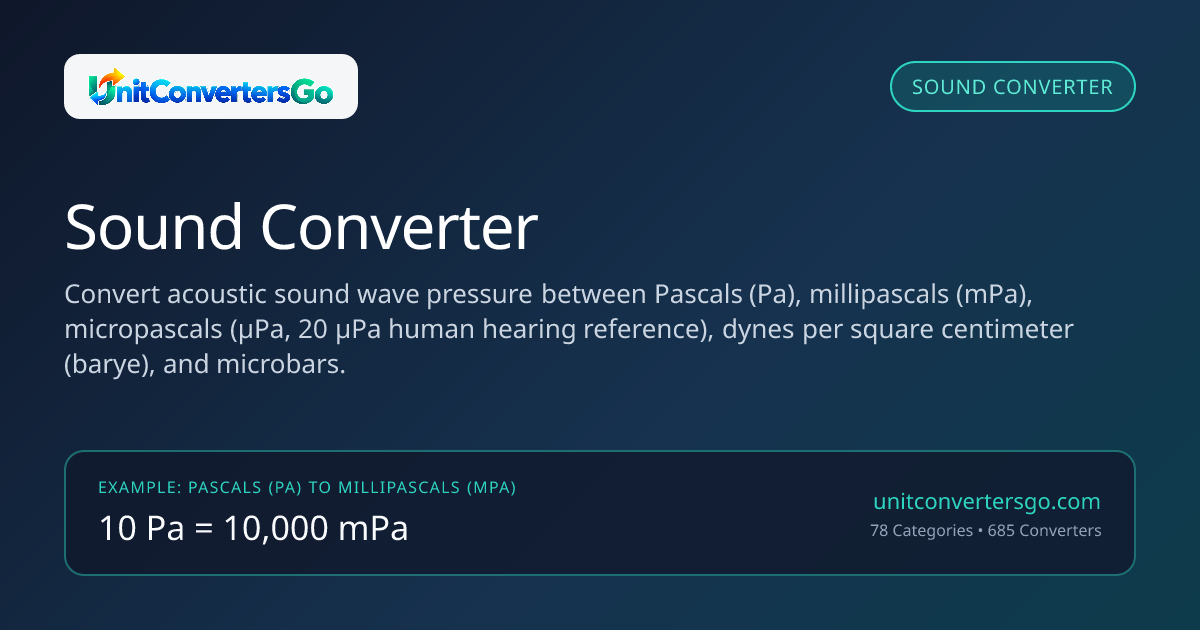 UnitConvertersGo
SOUND CONVERTER
Sound Converter
Convert acoustic sound wave pressure between Pascals (Pa), millipascals (mPa),
micropascals (µPa, 20 µPa human hearing reference), dynes per square centimeter
(barye), and microbars.
EXAMPLE: PASCALS (PA) TO MILLIPASCALS (MPA)
10 Pa = 10,000 mPa
unitconvertersgo.com
78 Categories • 685 Converters